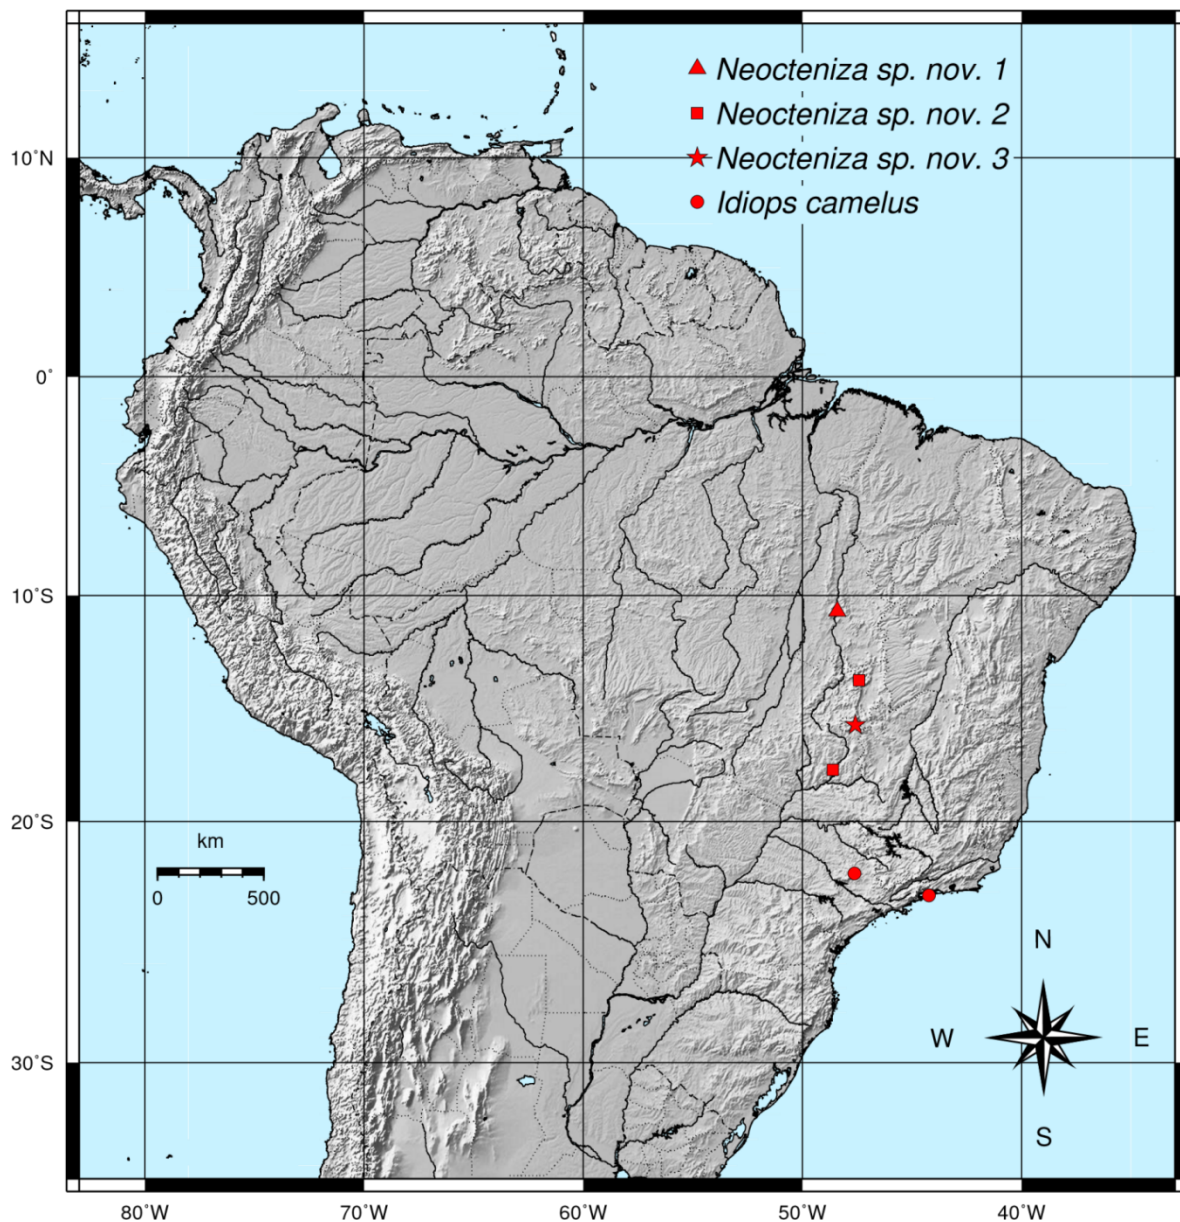 Neocteniza sp. nov. 1
Neocteniza sp. nov. 2
Neocteniza sp. nov. 3
Idiops camelus
10°N
0°
10°S
20°S
30°S
km
0 500
N
W E
S
80°W 70°W 60°W 50°W 40°W